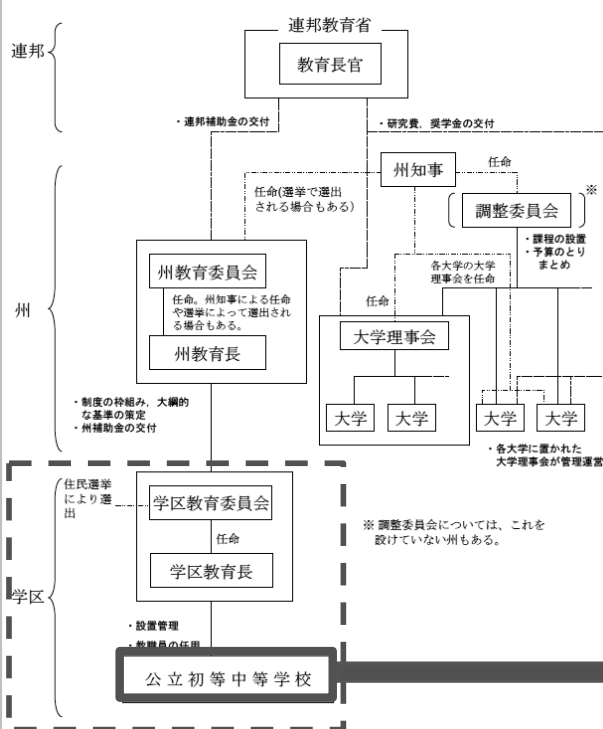 連邦教育省
連邦
教育長官
・連邦補助金の交付
・研究費，奨学金の交付
州知事
任命
※
任命(選挙で選出
される場合もある)
調整委員会
・課程の設置
・予算のとり
まとめ
州教育委員会
各大学の大学
理事会を任命
任命。州知事による任命
や選挙によって選出され
る場合もある。
任命
州
大学理事会
州教育長
・制度の枠組み，大綱的
な基準の策定
・州補助金の交付
大学
大学
大学
大学
・各大学に置かれた
大学理事会が管理運営
住民選挙
により選
出
学区教育委員会
任命
※ 調整委員会については、これを
設けていない州もある。
学区教育長
学区
・設置管理
・教職員の任用
公立初等中等学校